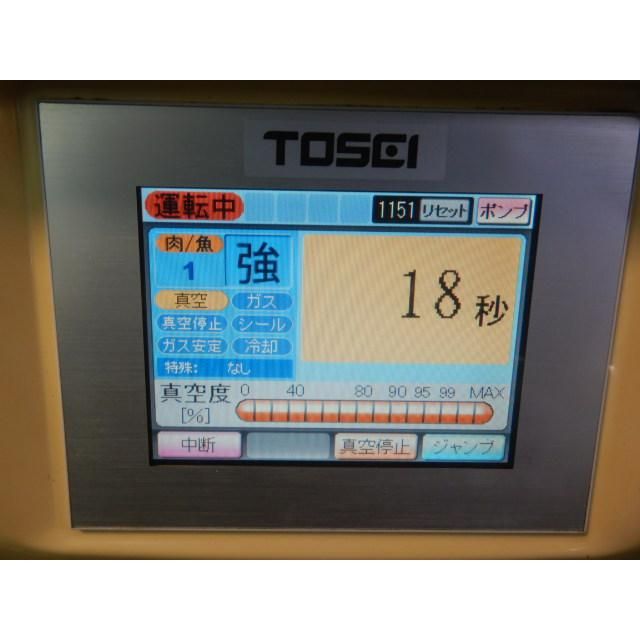 TOSEI
運転中 1151 リセット ポンプ
肉/魚
1 強 18秒
真空 ガス
真空停止 シール
ガス安定 冷却
特殊: なし
真空度 0 40 80 90 95 99 MAX
[%]
中断 真空停止 ジャンプ